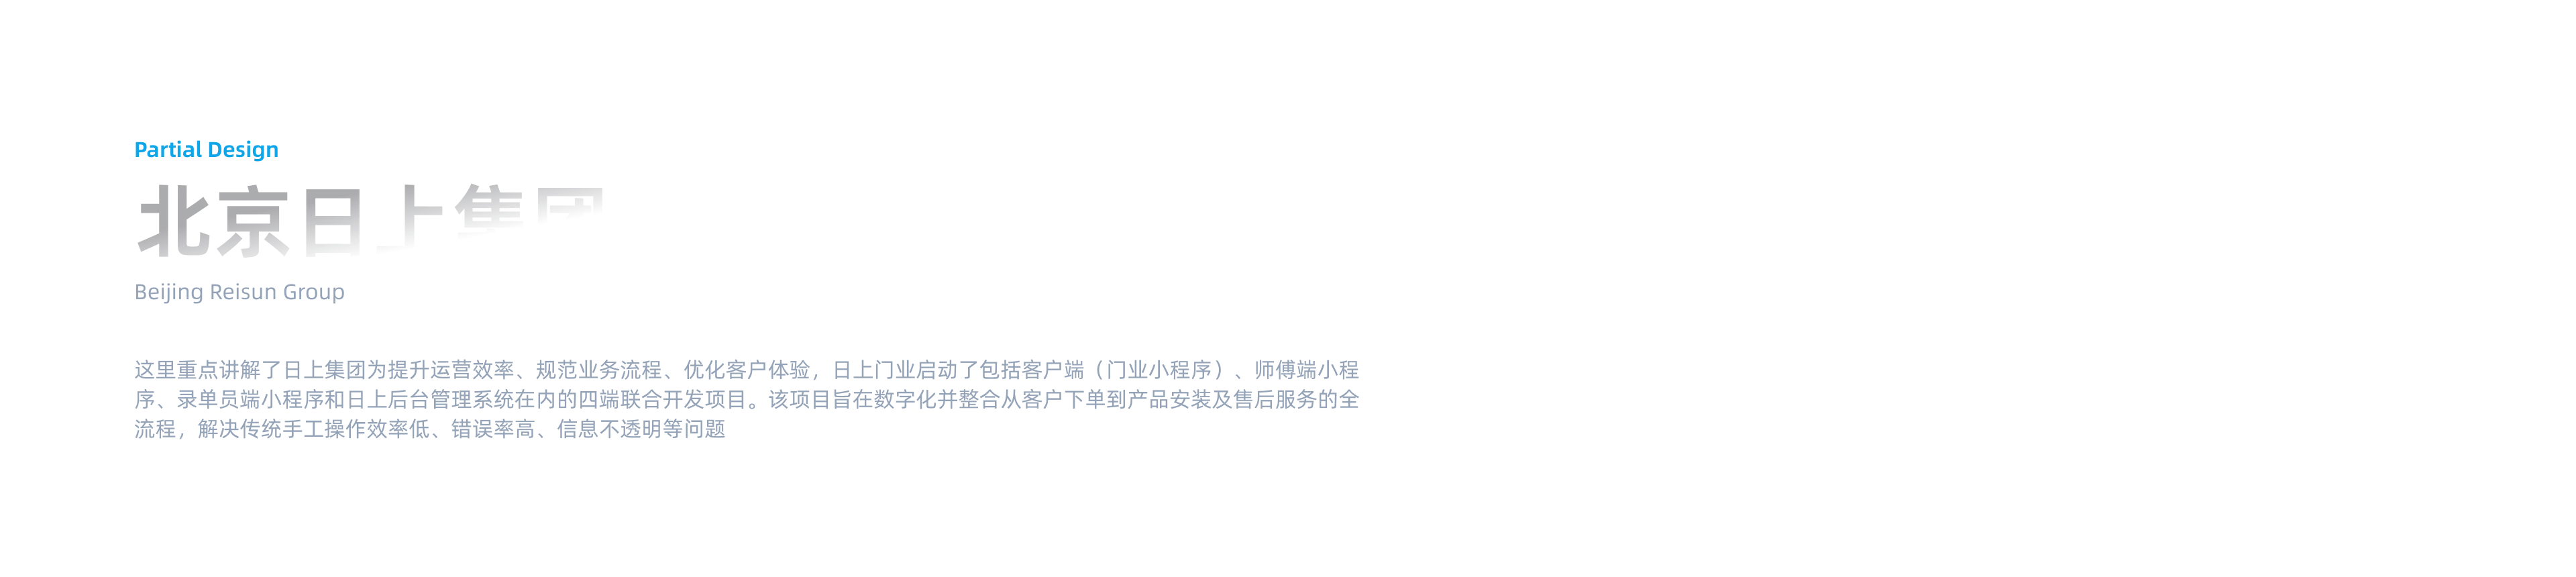 Partial Design
北京日上集团
Beijing Reisun Group
这里重点讲解了日上集团为提升运营效率、规范业务流程、优化客户体验，日上门业启动了包括客户端（门业小程序）、师傅端小程
序、录单员端小程序和日上后台管理系统在内的四端联合开发项目。该项目旨在数字化并整合从客户下单到产品安装及售后服务的全
流程，解决传统手工操作效率低、错误率高、信息不透明等问题